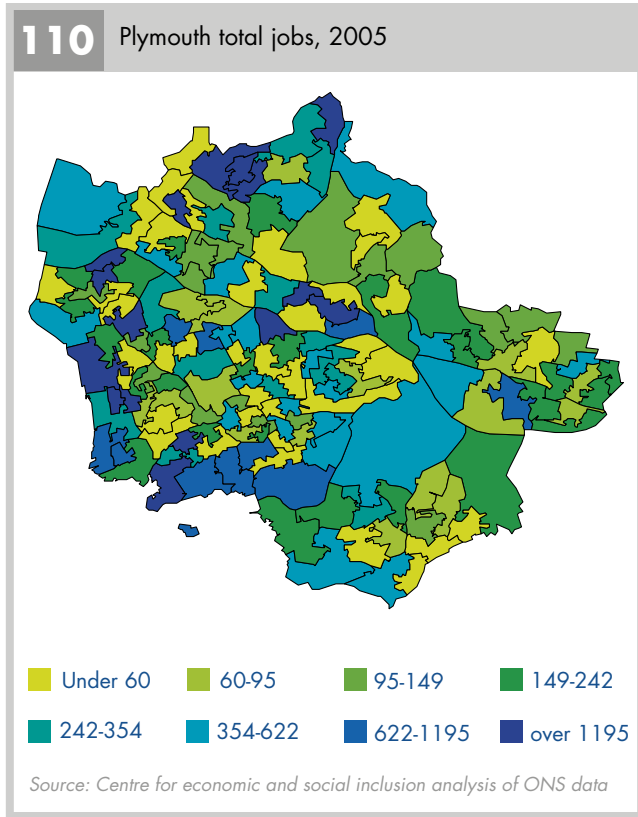 110 Plymouth total jobs, 2005
Under 60 60-95 95-149 149-242
242-354 354-622 622-1195 over 1195
Source: Centre for economic and social inclusion analysis of ONS data